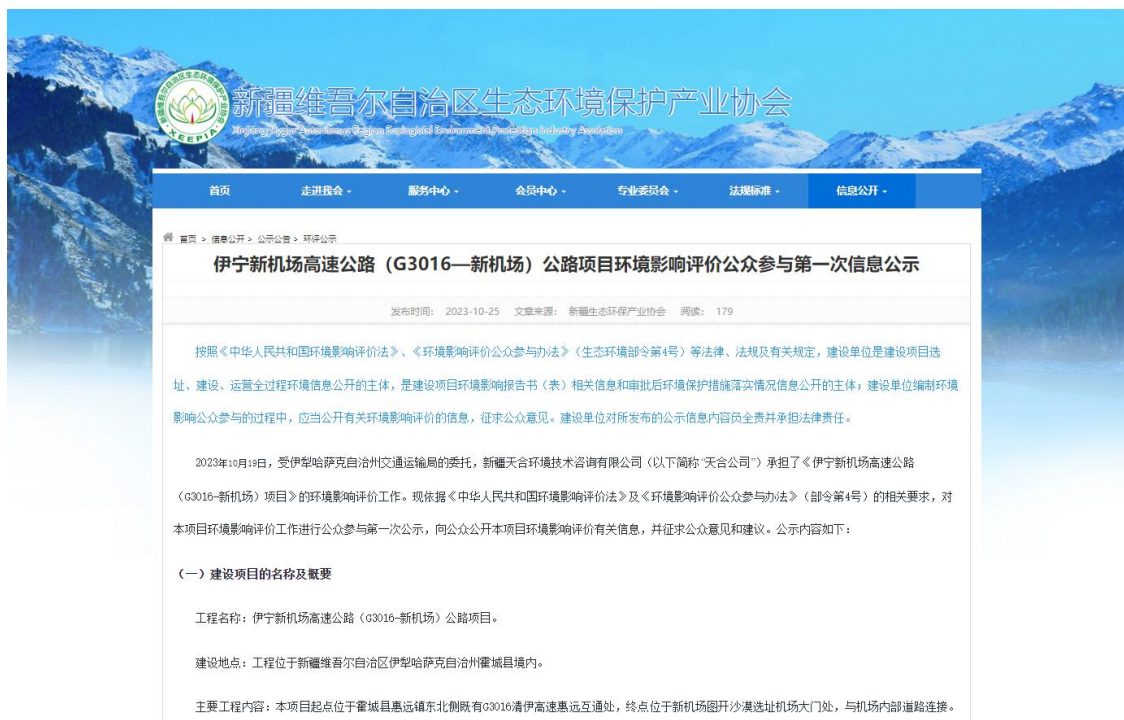 新疆维吾尔自治区生态环境保护产业协会
XEEPIA
首页 走进我会 服务中心 会员中心 专业委员会 法规标准 信息公开
首页 > 信息公开 > 公示公告 > 环评公示
伊宁新机场高速公路（G3016—新机场）公路项目环境影响评价公众参与第一次信息公示
发布时间： 2023-10-25 文章来源： 新疆生态环保产业协会 阅读： 179
按照《中华人民共和国环境影响评价法》、《环境影响评价公众参与办法》（生态环境部令第4号）等法律、法规及有关规定，建设单位是建设项目选
址、建设、运营全过程环境信息公开的主体，是建设项目环境影响报告书（表）相关信息和审批后环境保护措施落实情况信息公开的主体；建设单位编制环境
影响公众参与的过程中，应当公开有关环境影响评价的信息，征求公众意见。建设单位对所发布的公示信息内容负全责并承担法律责任。
2023年10月19日，受伊犁哈萨克自治州交通运输局的委托，新疆天合环境技术咨询有限公司（以下简称“天合公司”）承担了《伊宁新机场高速公路
（G3016-新机场）项目》的环境影响评价工作。现依据《中华人民共和国环境影响评价法》及《环境影响评价公众参与办法》（部令第4号）的相关要求，对
本项目环境影响评价工作进行公众参与第一次公示，向公众公开本项目环境影响评价有关信息，并征求公众意见和建议。公示内容如下：
（一）建设项目的名称及概要
工程名称：伊宁新机场高速公路（G3016-新机场）公路项目。
建设地点：工程位于新疆维吾尔自治区伊犁哈萨克自治州霍城县境内。
主要工程内容：本项目起点位于霍城县惠远镇东北侧既有G3016清伊高速惠远互通处，终点位于新机场图开沙漠选址机场大门处，与机场内部道路连接。